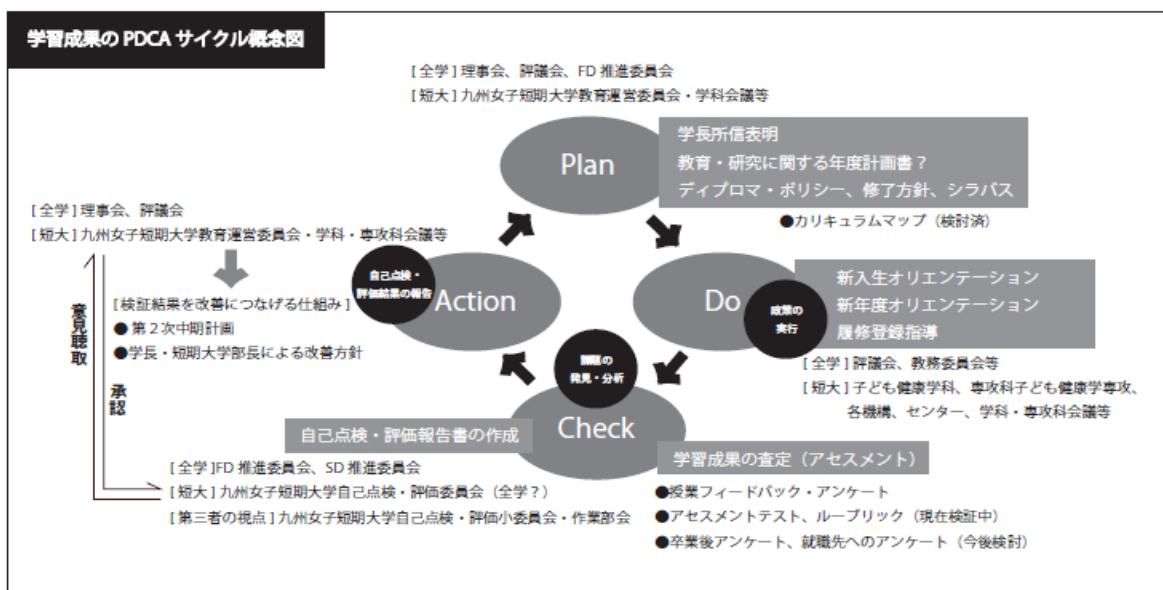 学習成果の PDCA サイクル概念図
[ 全学 ] 理事会、評議会、FD 推進委員会
[ 短大 ] 九州女子短期大学教育運営委員会・学科会議等
Plan
学長所信表明
教育・研究に関する年度計画書？
ディプロマ・ポリシー、修了方針、シラバス
●カリキュラムマップ（検討済）
[ 全学 ] 理事会、評議会
[ 短大 ] 九州女子短期大学教育運営委員会・学科・専攻科会議等
自己点検・
評価結果の報告
Action
[ 検証結果を改善につなげる仕組み ]
● 第２次中期計画
●学長・短期大学部長による改善方針
意見聴取
承認
Do
政策の
実行
新入生オリエンテーション
新年度オリエンテーション
履修登録指導
[ 全学 ] 評議会、教務委員会等
[ 短大 ] 子ども健康学科、専攻科子ども健康学専攻、
各機構、センター、学科・専攻科会議等
課題の
発見・分析
Check
自己点検・評価報告書の作成
[ 全学 ]FD 推進委員会、SD 推進委員会
[ 短大 ] 九州女子短期大学自己点検・評価委員会（全学？）
[ 第三者の視点 ] 九州女子短期大学自己点検・評価小委員会・作業部会
学習成果の査定（アセスメント）
●授業フィードバック・アンケート
●アセスメントテスト、ルーブリック（現在検証中）
●卒業後アンケート、就職先へのアンケート（今後検討）